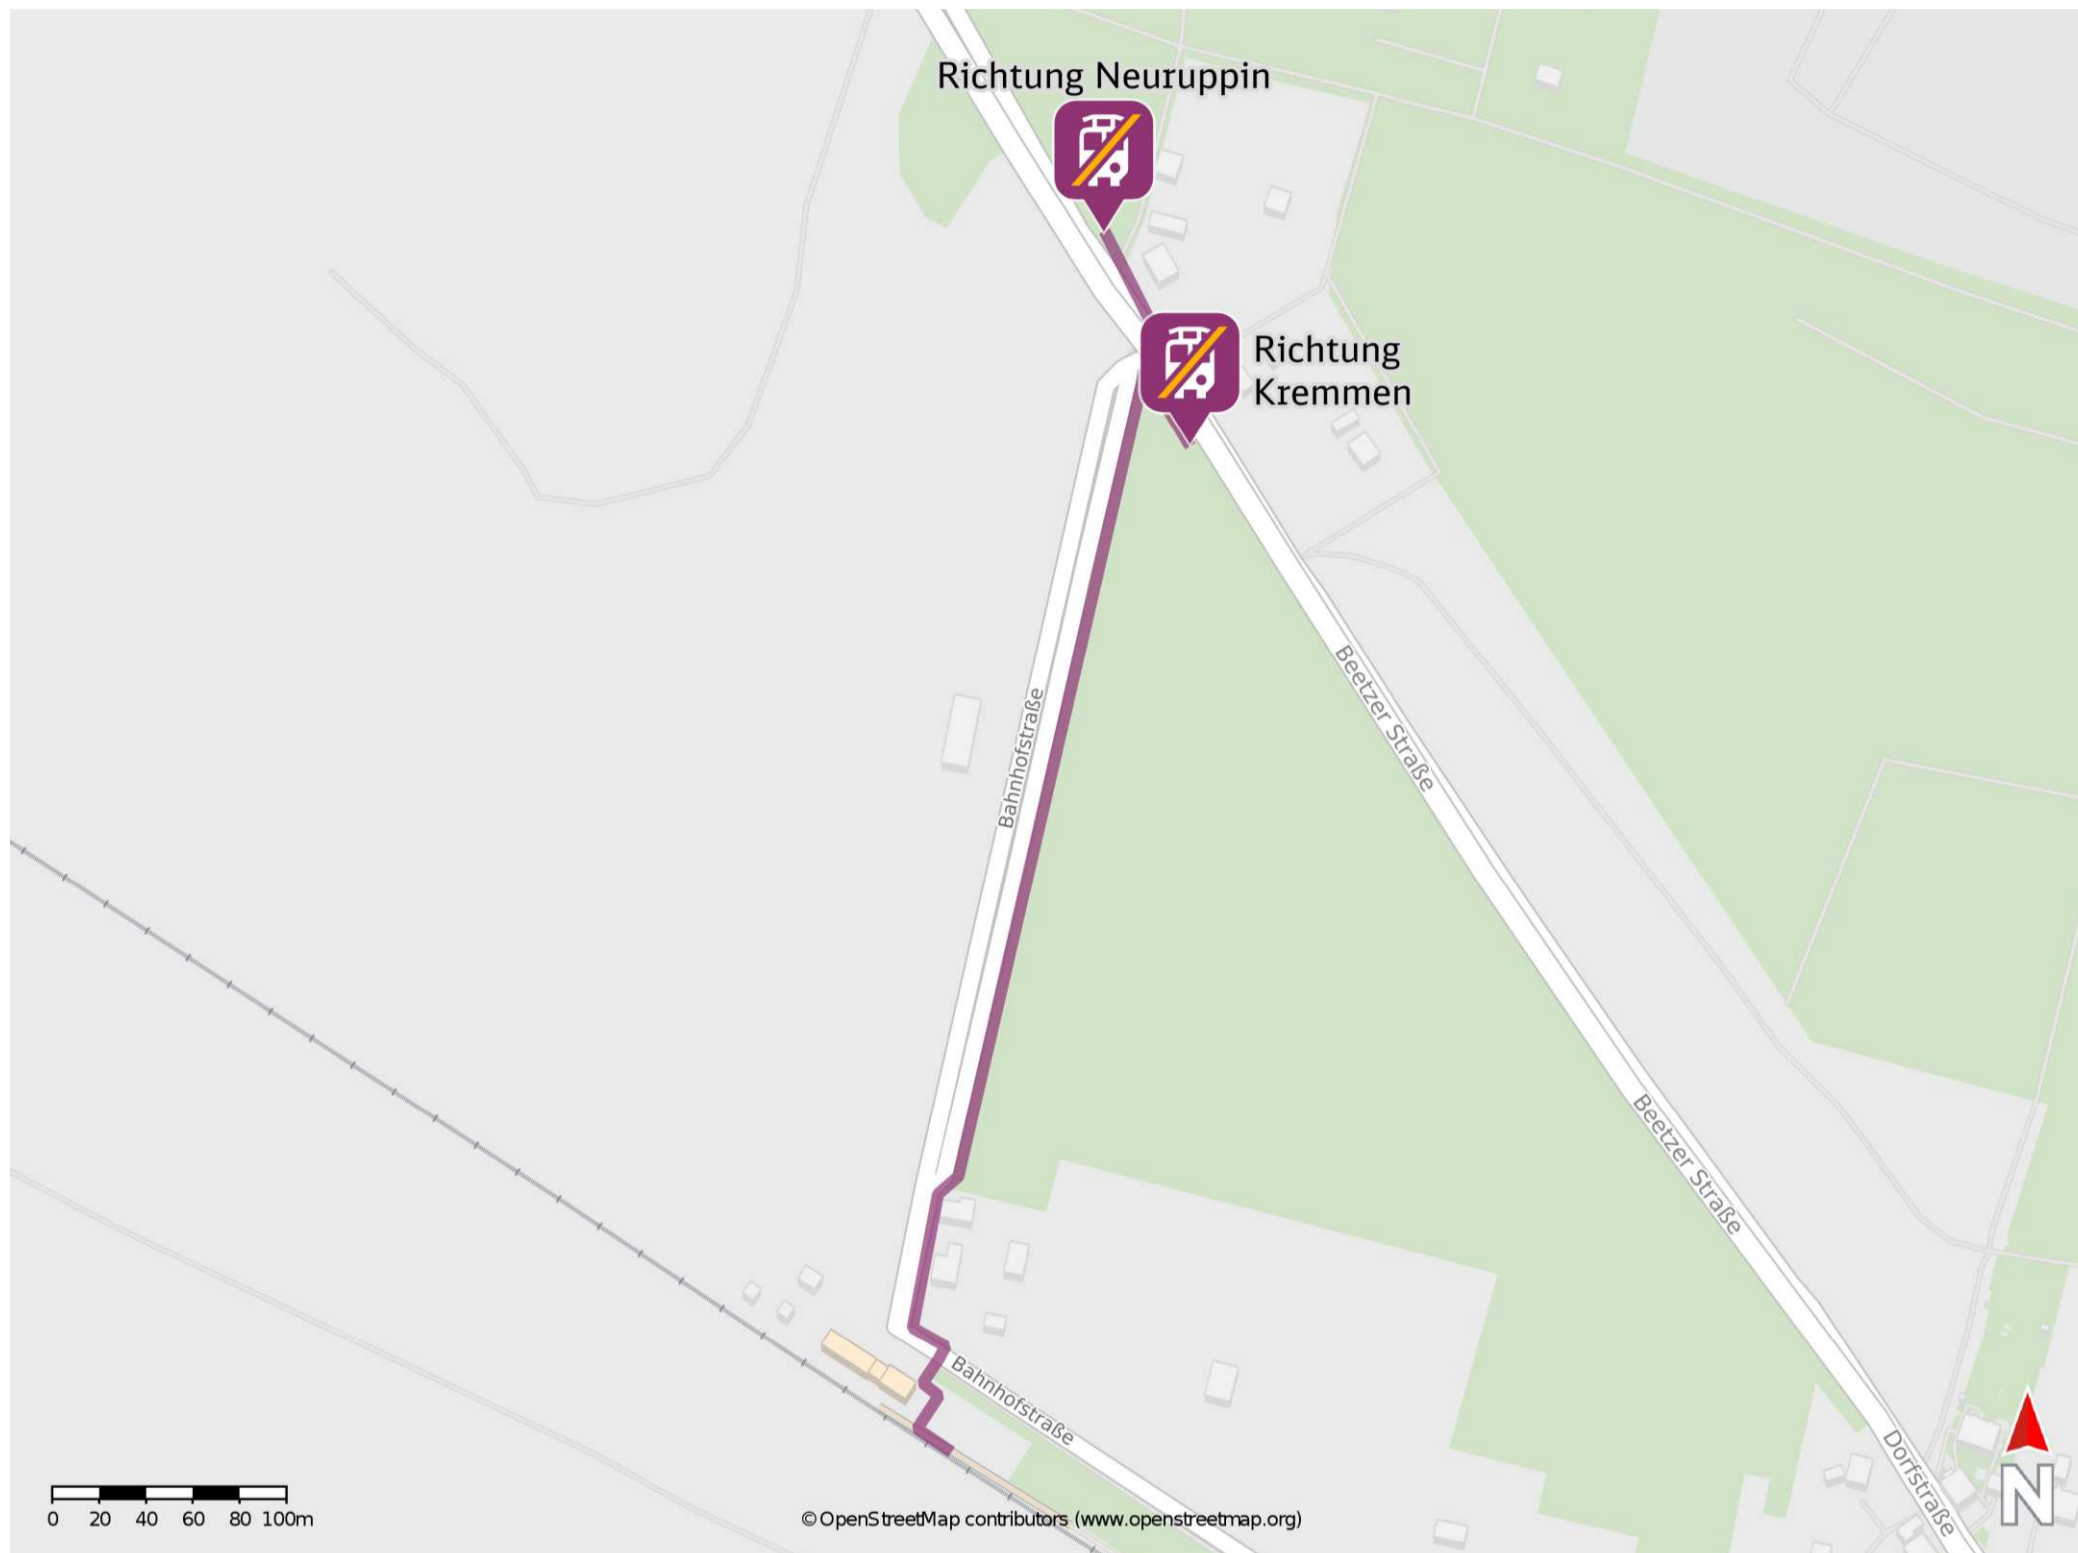 Richtung Neuruppin
Richtung
Kremmen
Beetzer Straße
Bahnhofstraße
Beetzer Straße
Bahnhofstraße
Dorfstraße
N
0 20 40 60 80 100m
© OpenStreetMap contributors (www.openstreetmap.org)